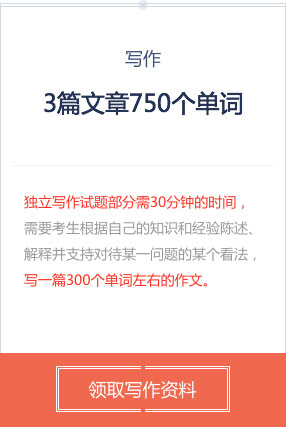 写作
3篇文章750个单词
独立写作试题部分需30分钟的时间，
需要考生根据自己的知识和经验陈述、
解释并支持对待某一问题的某个看法，
写一篇300个单词左右的作文。
领取写作资料